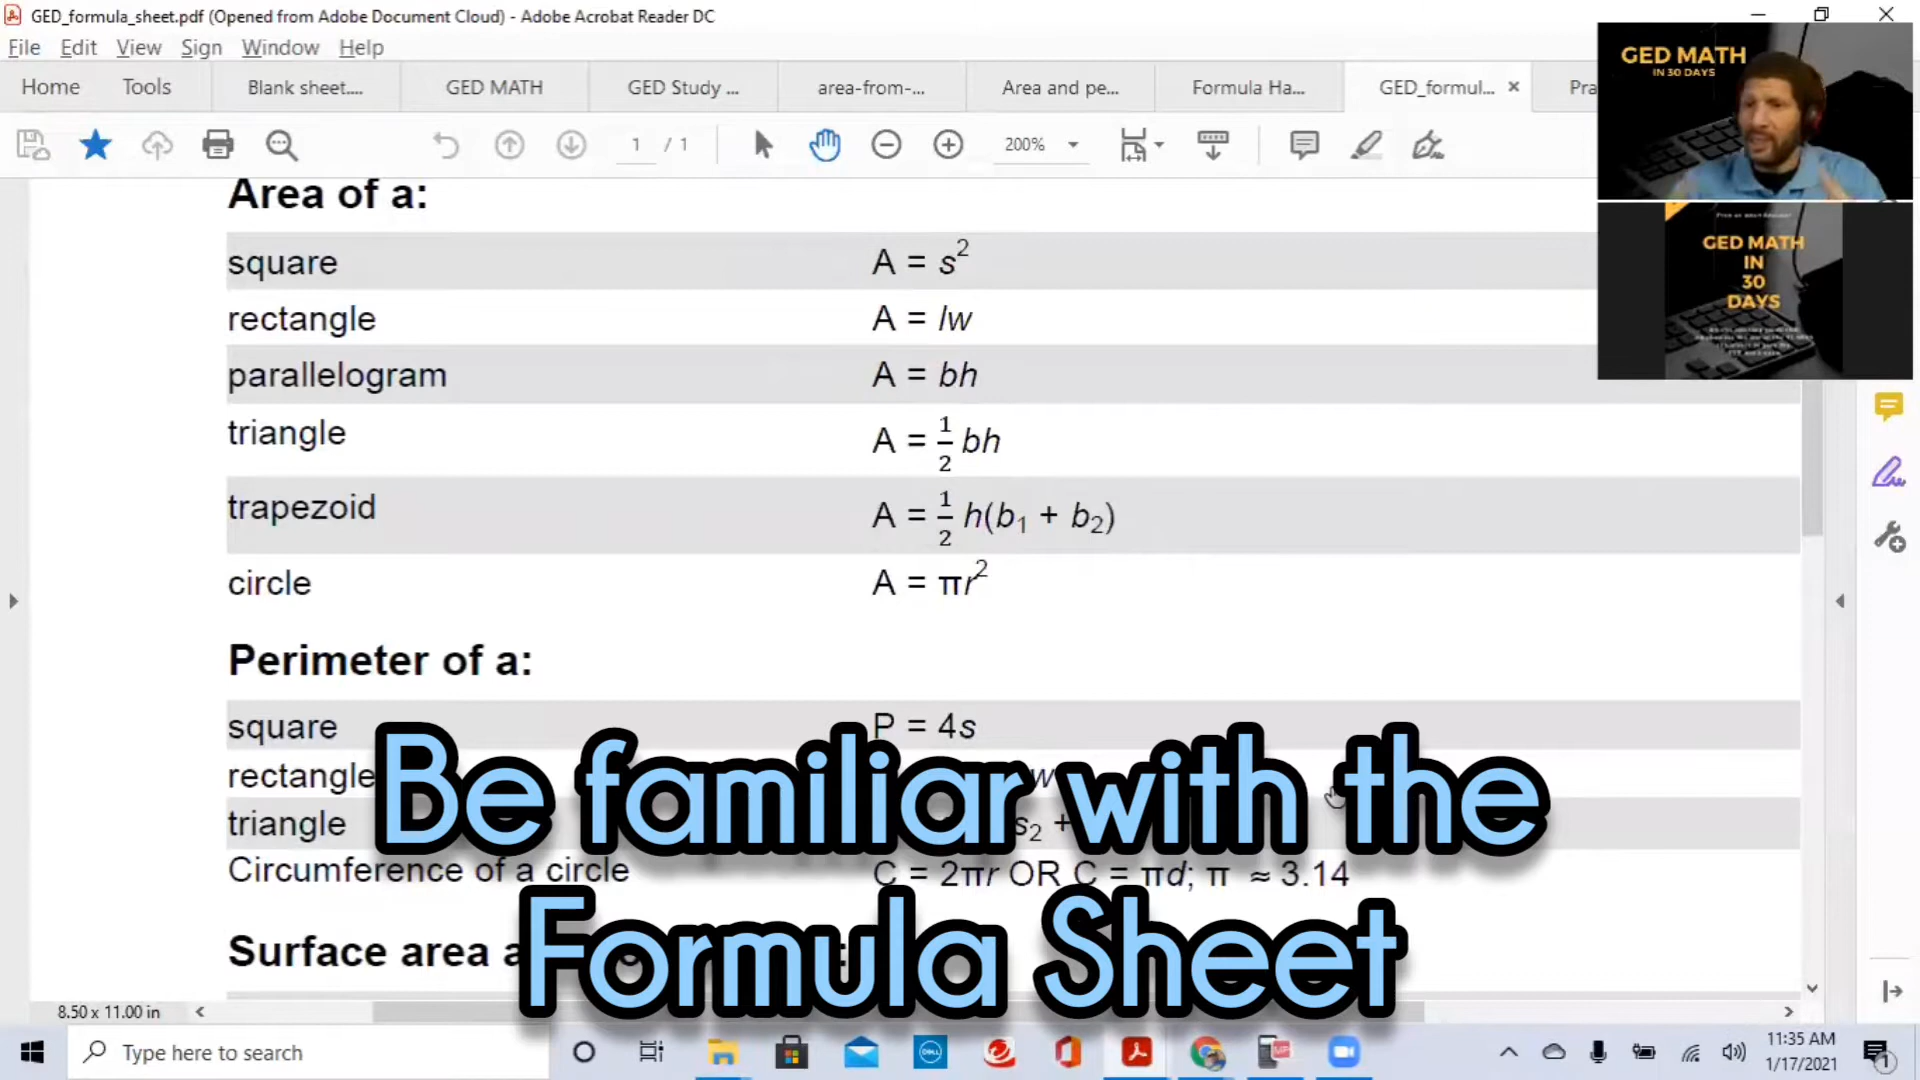 GED_formula_sheet.pdf (Opened from Adobe Document Cloud) - Adobe Acrobat Reader DC
File Edit View Sign Window Help
Home Tools Blank sheet.... GED MATH GED Study ... area-from-... Area and pe... Formula Ha... GED_formul... × Pra
1 / 1 200%
GED MATH
IN 30 DAYS
GED MATH
IN
30
DAYS
Area of a:
square A = s²
rectangle A = lw
parallelogram A = bh
triangle A = 1/2 bh
trapezoid A = 1/2 h(b₁ + b₂)
circle A = πr²
Perimeter of a:
square P = 4s
rectangle w
triangle s₂ +
Circumference of a circle C = 2πr OR C = πd; π ≈ 3.14
Surface area a
Be familiar with the
Formula Sheet
8.50 x 11.00 in
Type here to search
DELL
11:35 AM
1/17/2021
1